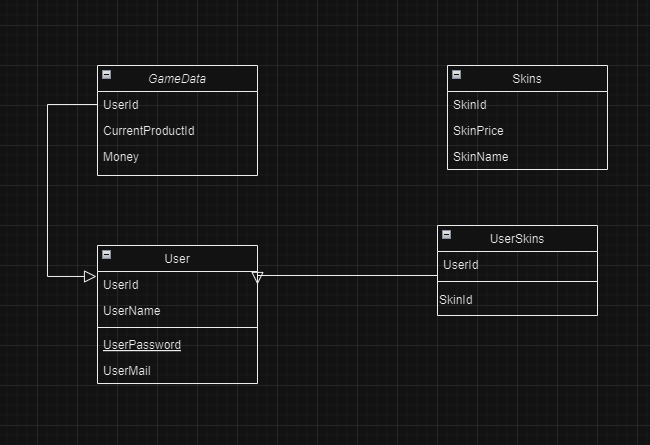 GameData
UserId
CurrentProductId
Money
Skins
SkinId
SkinPrice
SkinName
User
UserId
UserName
UserPassword
UserMail
UserSkins
UserId
SkinId